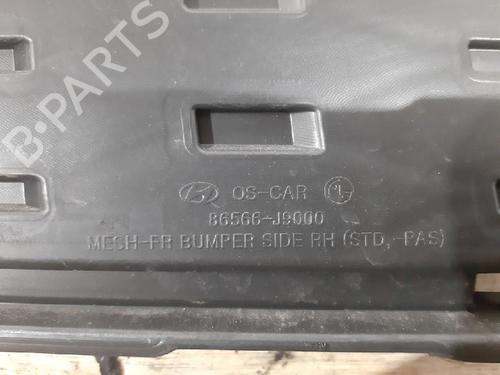 B-PARTS
OS-CAR
86566-J9000
MESH-FR BUMPER SIDE RH (STD,-PAS)